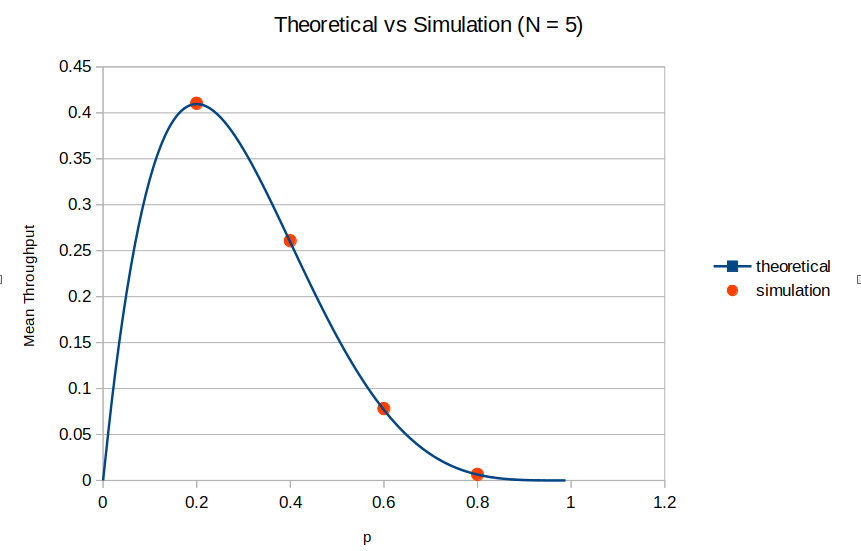 Theoretical vs Simulation (N = 5)
0.45
0.4
0.35
0.3
0.25
0.2
0.15
0.1
0.05
0
Mean Throughput
0 0.2 0.4 0.6 0.8 1 1.2
p
theoretical
simulation